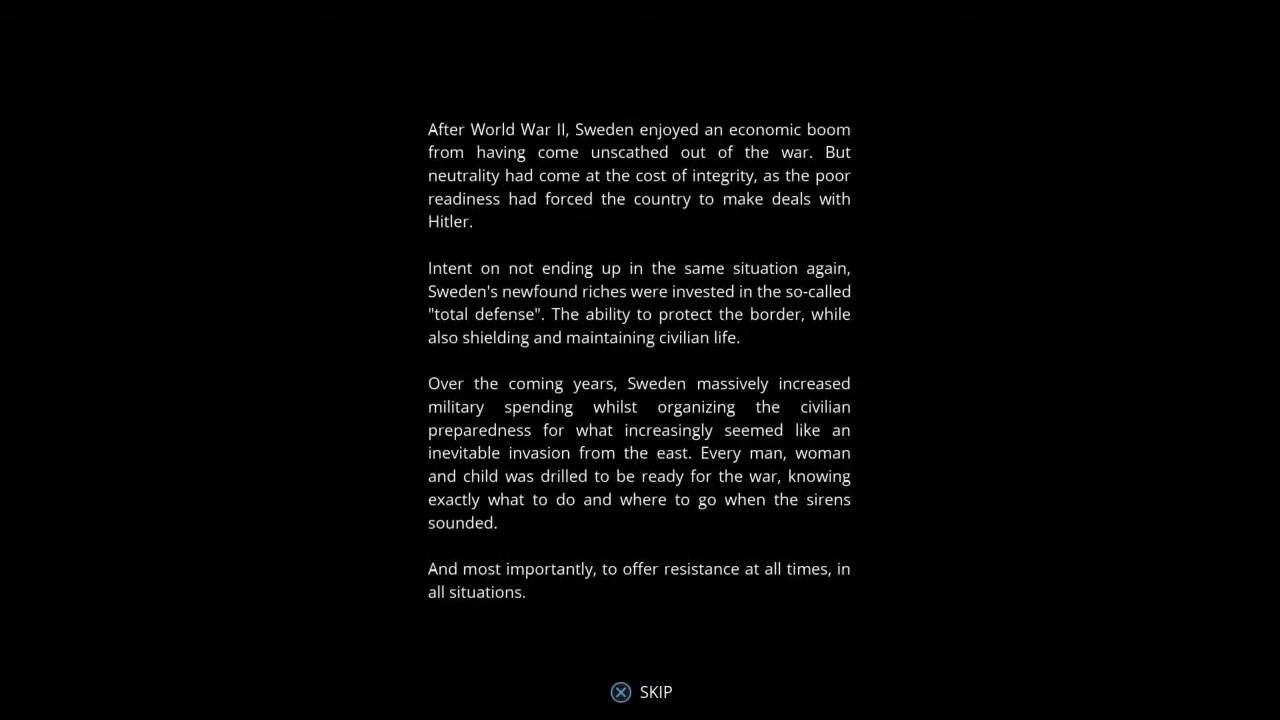 After World War II, Sweden enjoyed an economic boom
from having come unscathed out of the war. But
neutrality had come at the cost of integrity, as the poor
readiness had forced the country to make deals with
Hitler.
Intent on not ending up in the same situation again,
Sweden's newfound riches were invested in the so-called
"total defense". The ability to protect the border, while
also shielding and maintaining civilian life.
Over the coming years, Sweden massively increased
military spending whilst organizing the civilian
preparedness for what increasingly seemed like an
inevitable invasion from the east. Every man, woman
and child was drilled to be ready for the war, knowing
exactly what to do and where to go when the sirens
sounded.
And most importantly, to offer resistance at all times, in
all situations.
SKIP